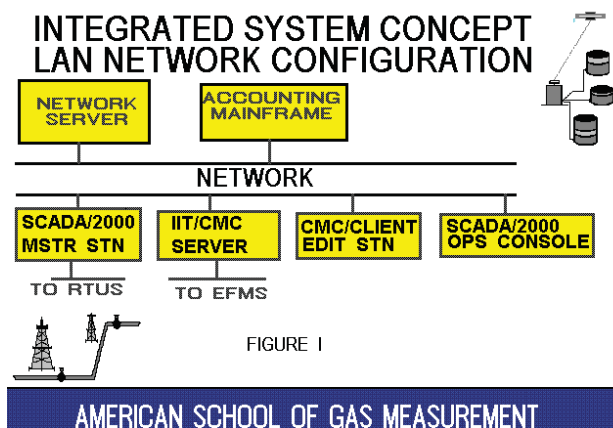 INTEGRATED SYSTEM CONCEPT
LAN NETWORK CONFIGURATION
NETWORK
SERVER
ACCOUNTING
MAINFRAME
NETWORK
SCADA/2000
MSTR STN
IIT/CMC
SERVER
CMC/CLIENT
EDIT STN
SCADA/2000
OPS CONSOLE
TO RTUS
TO EFMS
FIGURE I
AMERICAN SCHOOL OF GAS MEASUREMENT